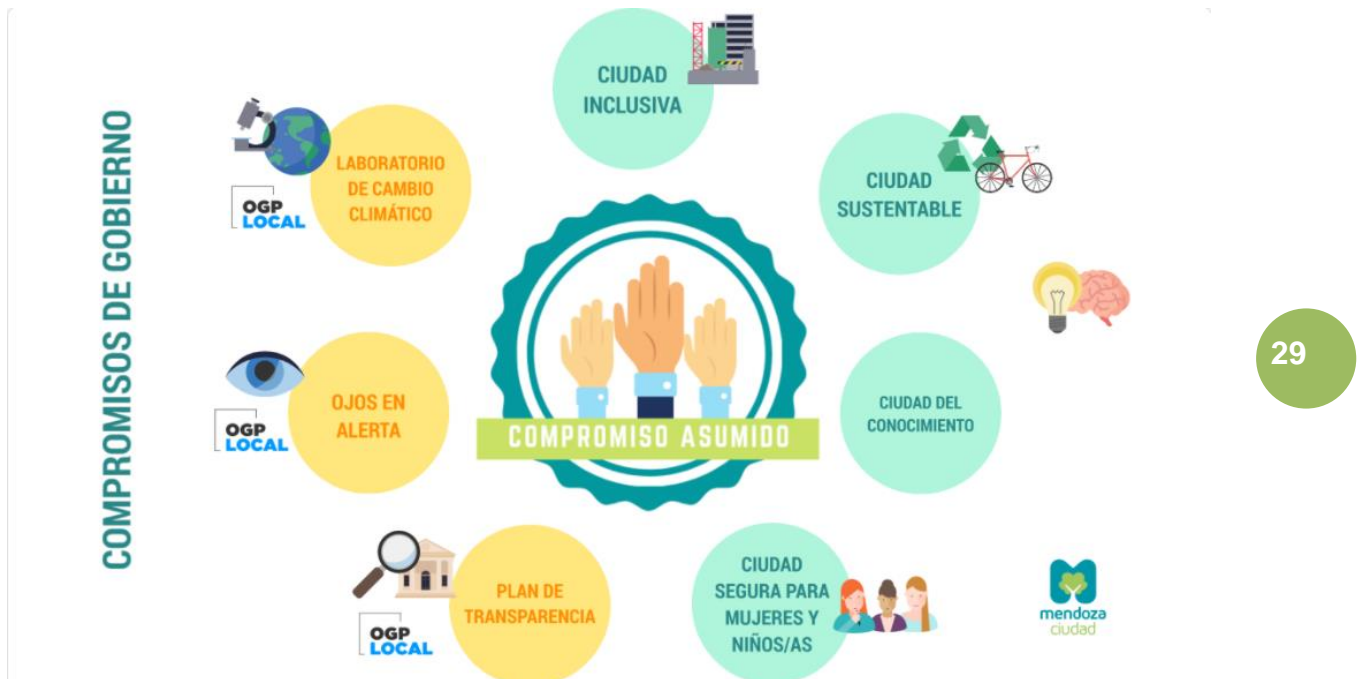 COMPROMISOS DE GOBIERNO
CIUDAD
INCLUSIVA
CIUDAD
SUSTENTABLE
CIUDAD DEL
CONOCIMIENTO
CIUDAD
SEGURA PARA
MUJERES Y
NIÑOS/AS
PLAN DE
TRANSPARENCIA
OGP
LOCAL
OJOS EN
ALERTA
OGP
LOCAL
LABORATORIO
DE CAMBIO
CLIMÁTICO
OGP
LOCAL
COMPROMISO ASUMIDO
mendoza
ciudad
29